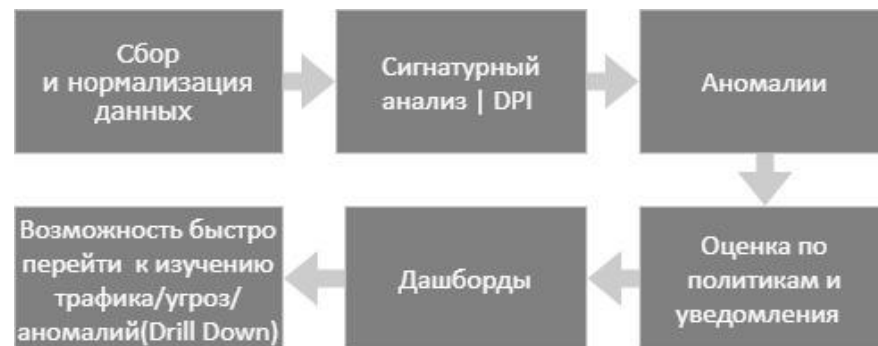 Сбор
и нормализация
данных
Сигнатурный
анализ | DPI
Аномалии
Оценка по
политикам и
уведомления
Дашборды
Возможность быстро
перейти к изучению
трафика/угроз/
аномалий(Drill Down)